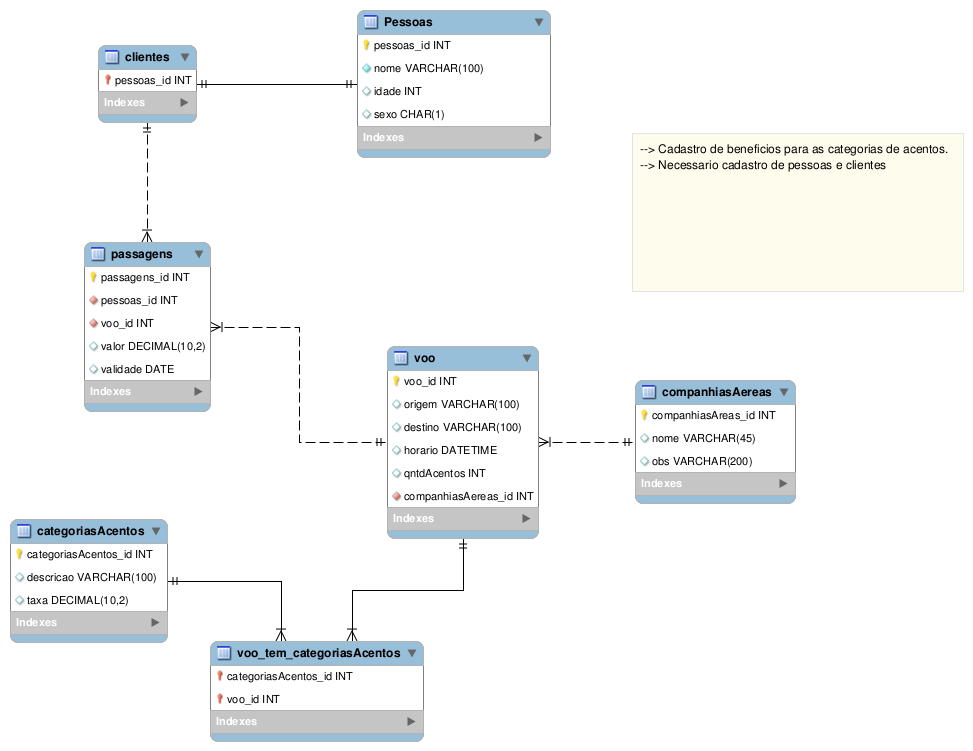 Pessoas
pessoas_id INT
nome VARCHAR(100)
idade INT
sexo CHAR(1)
Indexes
clientes
pessoas_id INT
Indexes
--> Cadastro de beneficios para as categorias de acentos.
--> Necessario cadastro de pessoas e clientes
passagens
passagens_id INT
pessoas_id INT
voo_id INT
valor DECIMAL(10,2)
validade DATE
Indexes
voo
voo_id INT
origem VARCHAR(100)
destino VARCHAR(100)
horario DATETIME
qntdAcentos INT
companhiasAereas_id INT
Indexes
companhiasAereas
companhiasAreas_id INT
nome VARCHAR(45)
obs VARCHAR(200)
Indexes
categoriasAcentos
categoriasAcentos_id INT
descricao VARCHAR(100)
taxa DECIMAL(10,2)
Indexes
voo_tem_categoriasAcentos
categoriasAcentos_id INT
voo_id INT
Indexes